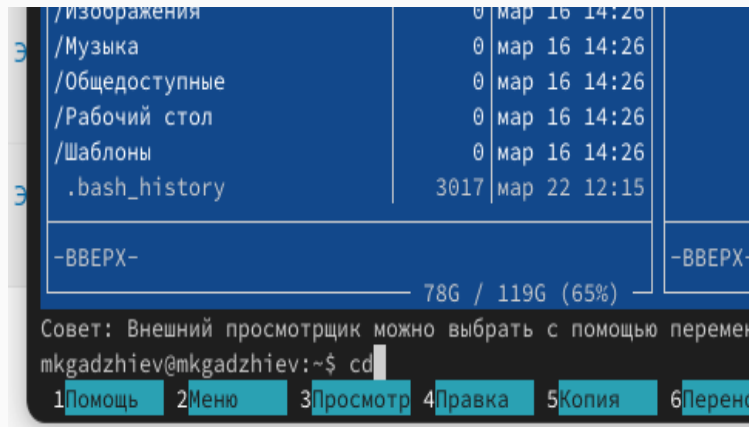 Э
/Изображения 0 мар 16 14:26
/Музыка 0 мар 16 14:26
/Общедоступные 0 мар 16 14:26
/Рабочий стол 0 мар 16 14:26
/Шаблоны 0 мар 16 14:26
Э
.bash_history 3017 мар 22 12:15
-ВВЕРХ- -ВВЕРХ-
78G / 119G (65%)
Совет: Внешний просмотрщик можно выбрать с помощью перемен
mkgadzhiev@mkgadzhiev:~$ cd
1Помощь 2Меню 3Просмотр 4Правка 5Копия 6Перено